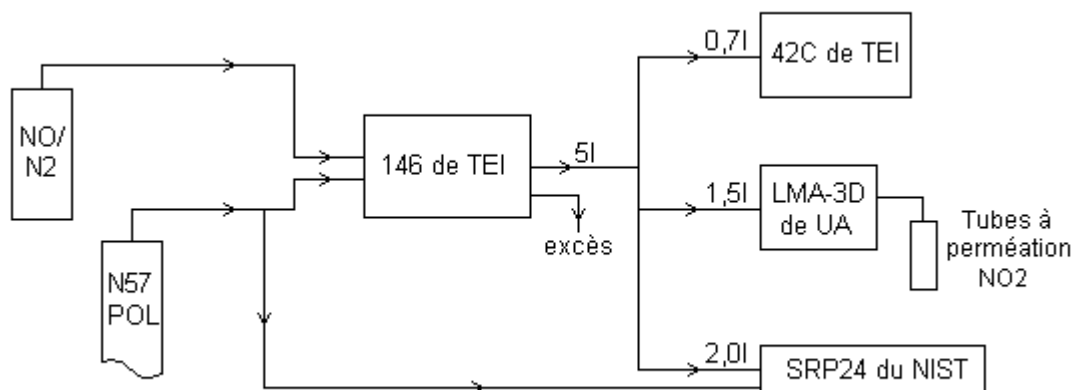 NO/
N2
N57
POL
146 de TEI
5l
excès
0,7l
42C de TEI
1,5l
LMA-3D
de UA
Tubes à
perméation
NO2
2,0l
SRP24 du NIST